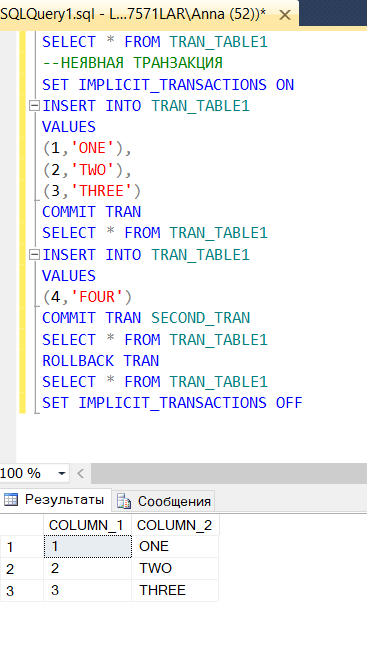 SQLQuery1.sql - L...7571LAR\Anna (52))*
SELECT * FROM TRAN_TABLE1
--НЕЯВНАЯ ТРАНЗАКЦИЯ
SET IMPLICIT_TRANSACTIONS ON
INSERT INTO TRAN_TABLE1
VALUES
(1,'ONE'),
(2,'TWO'),
(3,'THREE')
COMMIT TRAN
SELECT * FROM TRAN_TABLE1
INSERT INTO TRAN_TABLE1
VALUES
(4,'FOUR')
COMMIT TRAN SECOND_TRAN
SELECT * FROM TRAN_TABLE1
ROLLBACK TRAN
SELECT * FROM TRAN_TABLE1
SET IMPLICIT_TRANSACTIONS OFF
100 %
Результаты Сообщения
COLUMN_1 COLUMN_2
1 1 ONE
2 2 TWO
3 3 THREE